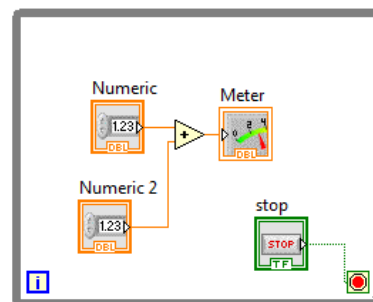 Numeric
1.23
DBL
+
Meter
0 2 4
DBL
Numeric 2
1.23
DBL
stop
STOP
TF
i